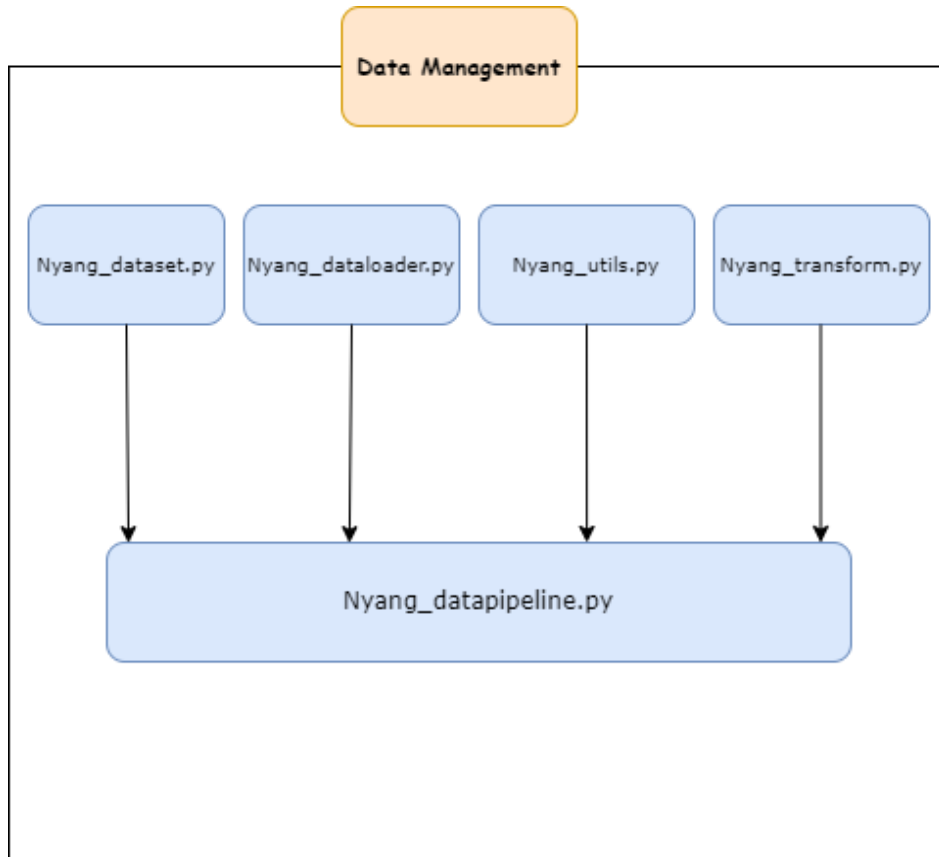 Data Management
Nyang_dataset.py
Nyang_dataloader.py
Nyang_utils.py
Nyang_transform.py
Nyang_datapipeline.py